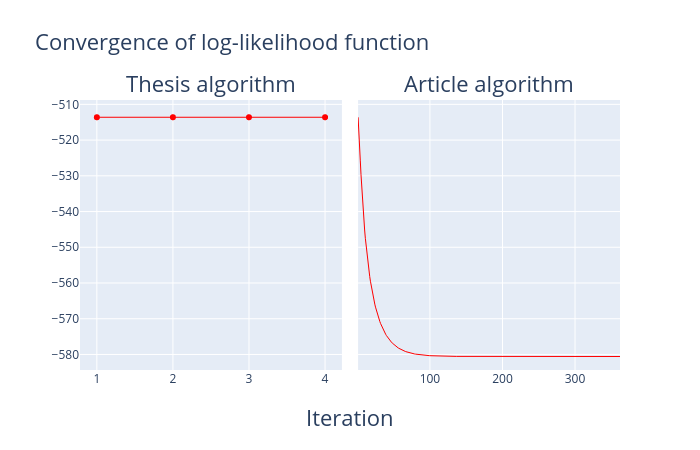 Convergence of log-likelihood function
Thesis algorithm
Article algorithm
−510
−520
−530
−540
−550
−560
−570
−580
1 2 3 4
100 200 300
Iteration